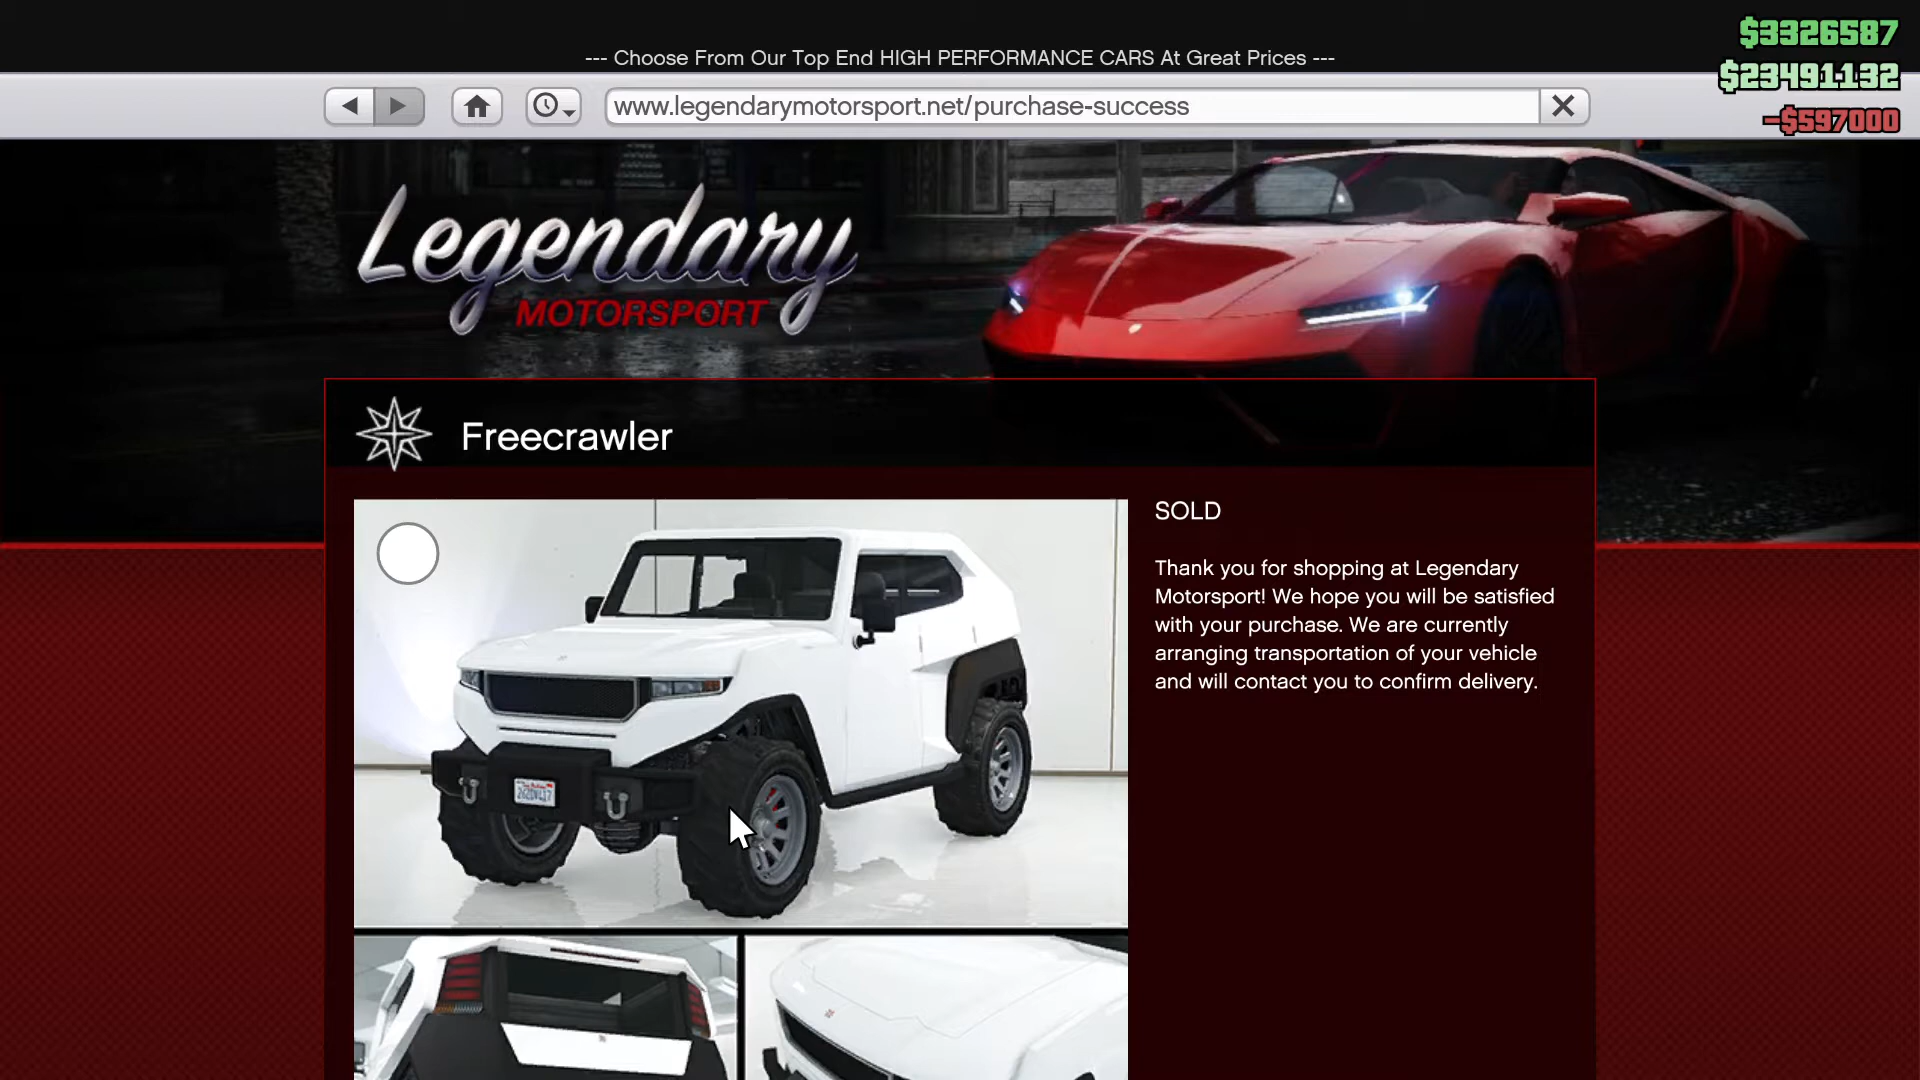 --- Choose From Our Top End HIGH PERFORMANCE CARS At Great Prices ---
$3326587
$23491132
-$597000
www.legendarymotorsport.net/purchase-success
Legendary
MOTORSPORT
Freecrawler
SOLD
Thank you for shopping at Legendary
Motorsport! We hope you will be satisfied
with your purchase. We are currently
arranging transportation of your vehicle
and will contact you to confirm delivery.